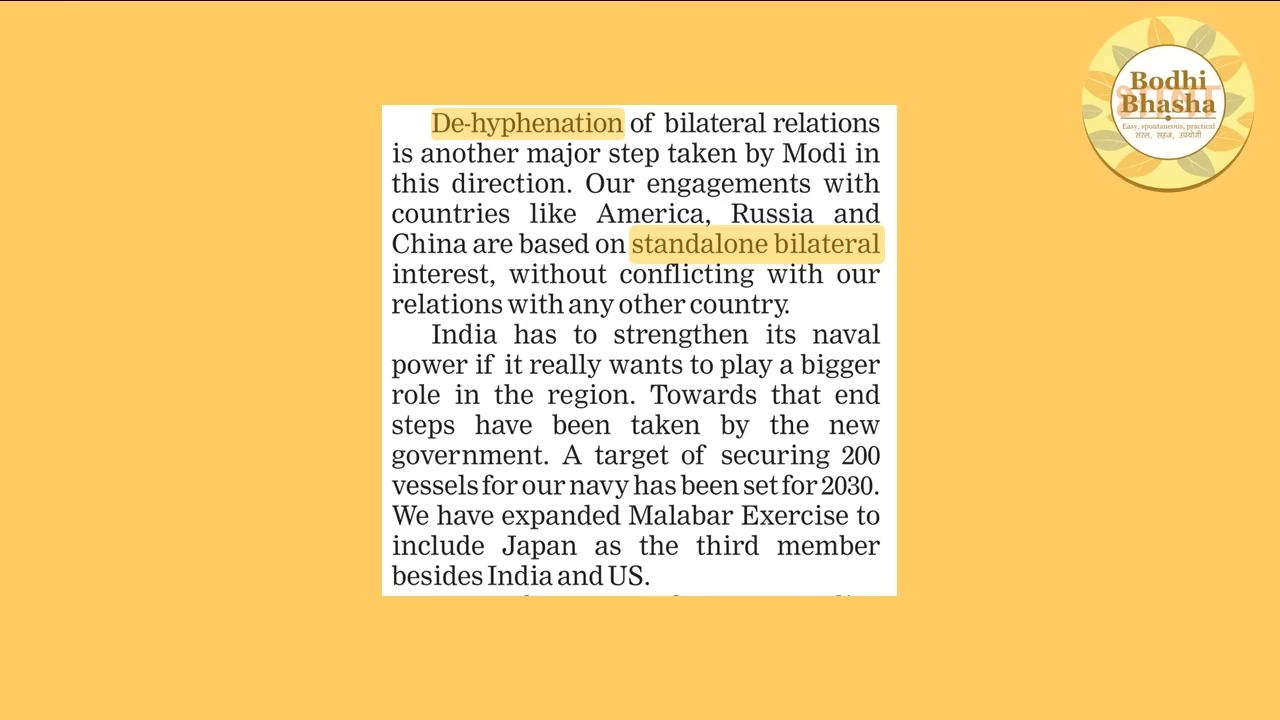 De-hyphenation of bilateral relations
is another major step taken by Modi in
this direction. Our engagements with
countries like America, Russia and
China are based on standalone bilateral
interest, without conflicting with our
relations with any other country.
India has to strengthen its naval
power if it really wants to play a bigger
role in the region. Towards that end
steps have been taken by the new
government. A target of securing 200
vessels for our navy has been set for 2030.
We have expanded Malabar Exercise to
include Japan as the third member
besides India and US.
Bodhi
Bhasha
Easy, spontaneous, practical
सरल, सहज, उपयोगी